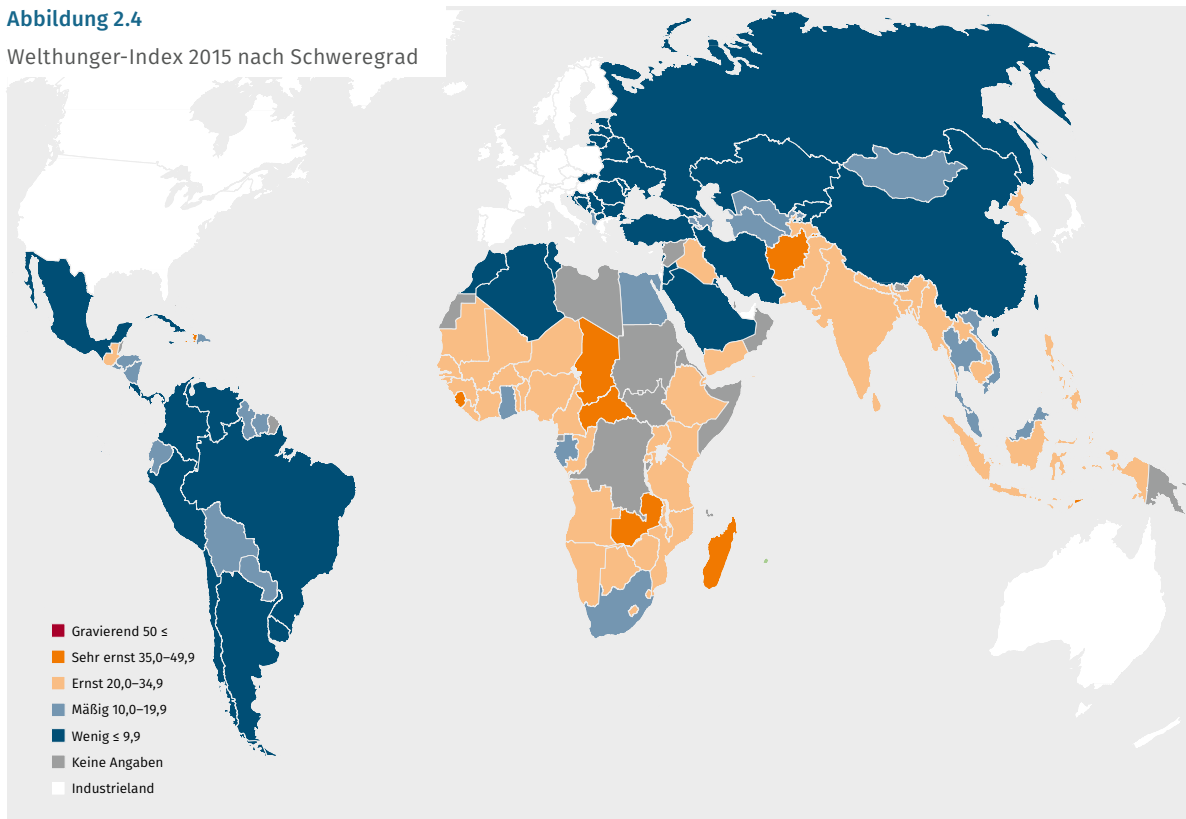 Abbildung 2.4
Welthunger-Index 2015 nach Schweregrad
Gravierend 50 ≤
Sehr ernst 35,0–49,9
Ernst 20,0–34,9
Mäßig 10,0–19,9
Wenig ≤ 9,9
Keine Angaben
Industrieland